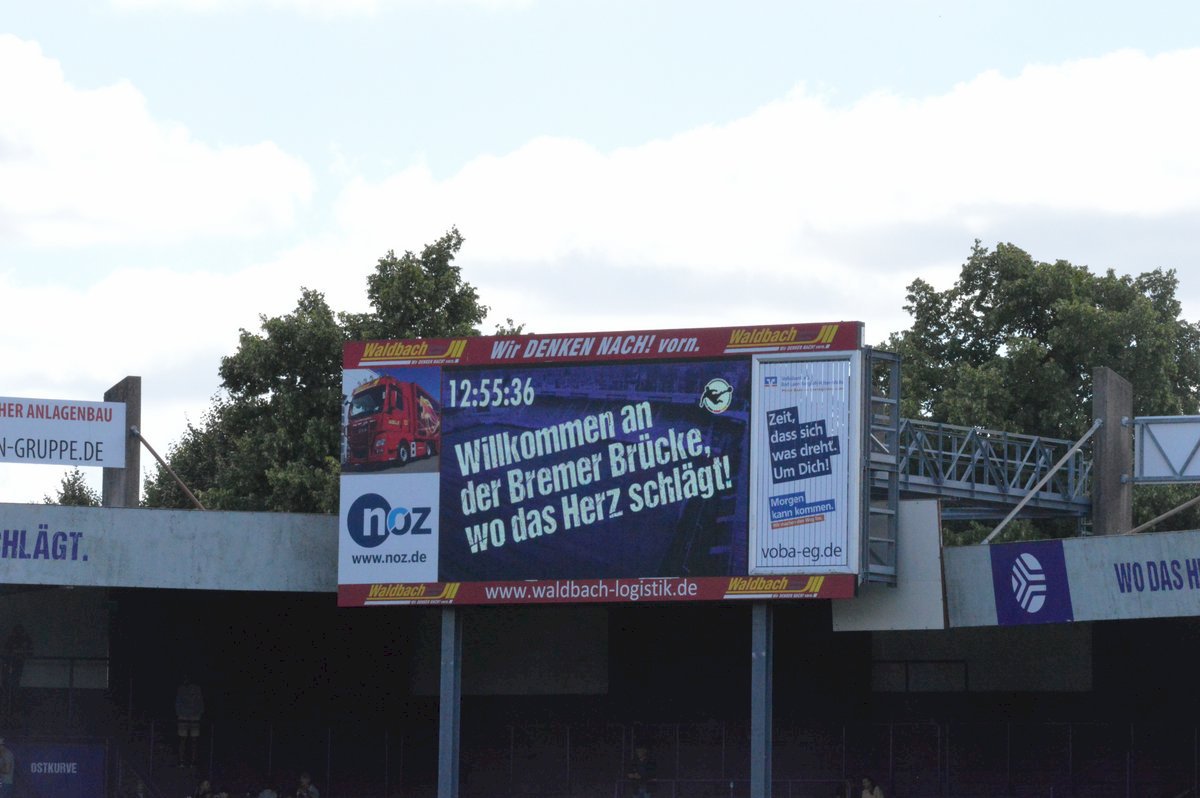 HER ANLAGENBAU
N-GRUPPE.DE
HLÄGT.
Waldbach
Wir DENKEN NACH! vorn.
Waldbach
12:55:36
Willkommen an
der Bremer Brücke,
wo das Herz schlägt!
noz
www.noz.de
Zeit,
dass sich
was dreht.
Um Dich!
Morgen
kann kommen.
voba-eg.de
Waldbach
www.waldbach-logistik.de
Waldbach
WO DAS H
OSTKURVE